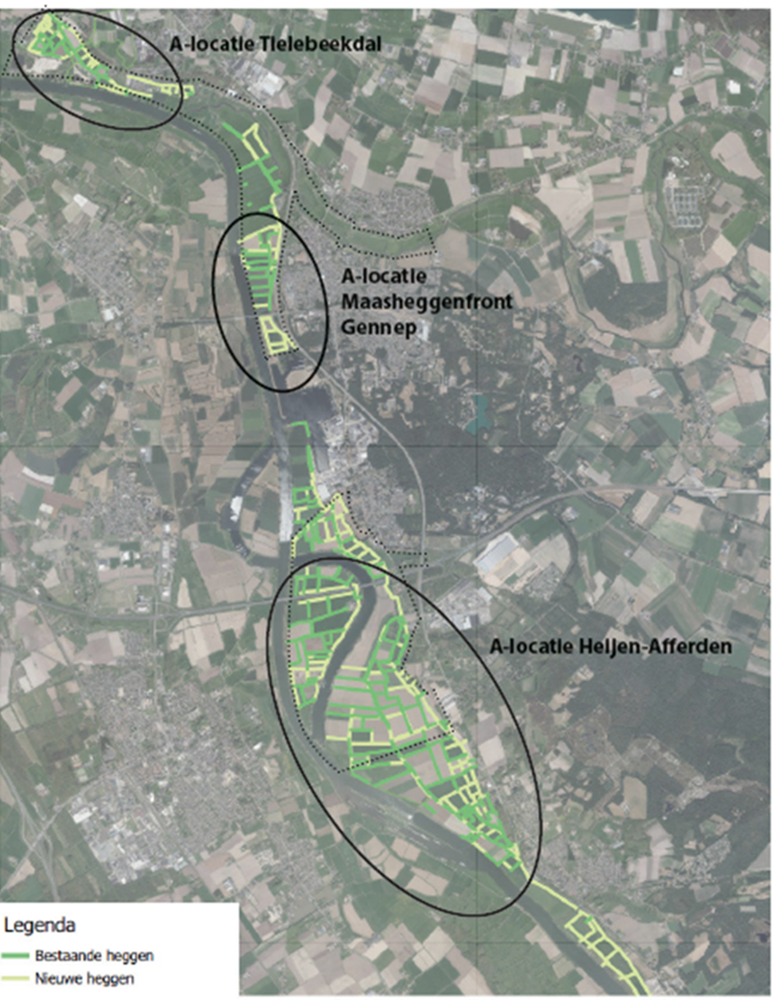 A-locatie Tielebeekdal
A-locatie
Maasheggenfront
Gennep
A-locatie Heijen-Afferden
Legenda
Bestaande heggen
Nieuwe heggen